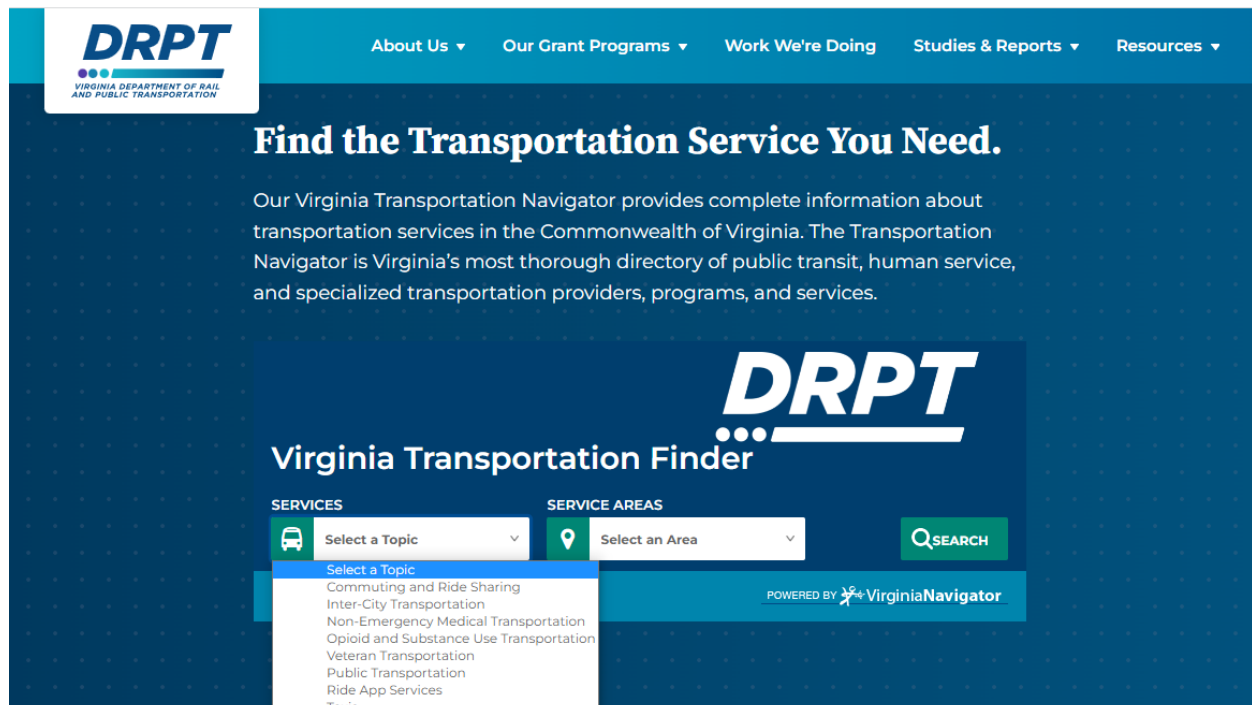 DRPT
VIRGINIA DEPARTMENT OF RAIL
AND PUBLIC TRANSPORTATION
About Us ▼ Our Grant Programs ▼ Work We're Doing Studies & Reports ▼ Resources ▼
Find the Transportation Service You Need.
Our Virginia Transportation Navigator provides complete information about
transportation services in the Commonwealth of Virginia. The Transportation
Navigator is Virginia’s most thorough directory of public transit, human service,
and specialized transportation providers, programs, and services.
DRPT
Virginia Transportation Finder
SERVICES SERVICE AREAS
Select a Topic Select an Area SEARCH
Select a Topic
Commuting and Ride Sharing
Inter-City Transportation
Non-Emergency Medical Transportation
Opioid and Substance Use Transportation
Veteran Transportation
Public Transportation
Ride App Services
POWERED BY VirginiaNavigator